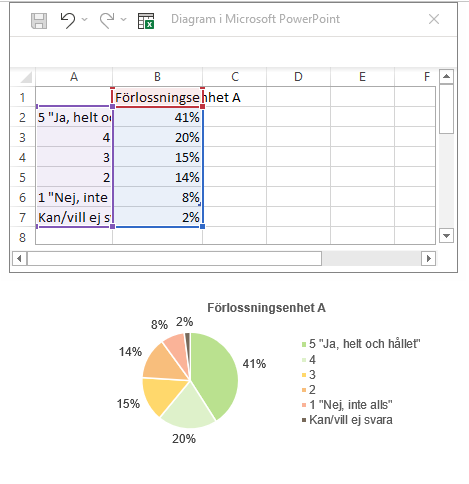 Diagram i Microsoft PowerPoint
A B C D E F
1 Förlossningsenhet A
2 5 "Ja, helt oc 41%
3 4 20%
4 3 15%
5 2 14%
6 1 "Nej, inte 8%
7 Kan/vill ej sv 2%
8
Förlossningsenhet A
8% 2%
14%
15%
20%
41%
5 "Ja, helt och hållet"
4
3
2
1 "Nej, inte alls"
Kan/vill ej svara